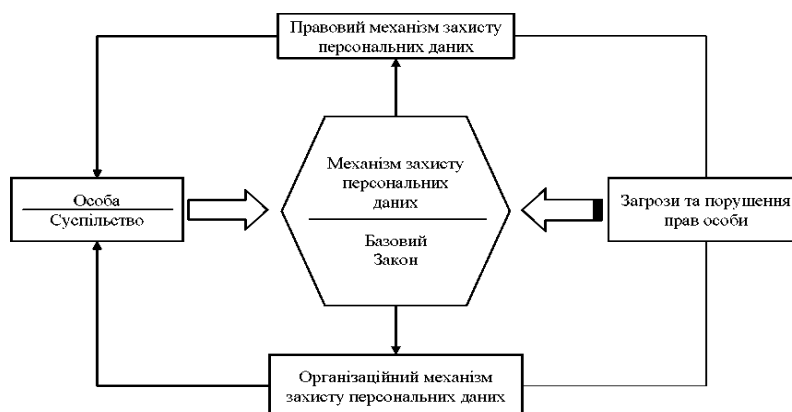 Правовий механізм захисту
персональних даних
Механізм захисту
персональних
даних
Базовий
Закон
Особа
Суспільство
Загрози та порушення
прав особи
Організаційний механізм
захисту персональних даних